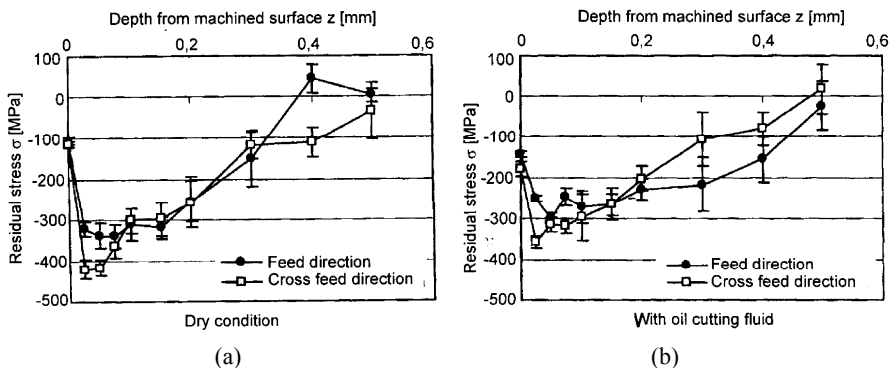 Depth from machined surface z [mm]
0 0,2 0,4 0,6
Residual stress σ [MPa]
100
0
-100
-200
-300
-400
-500
Feed direction
Cross feed direction
Dry condition
(a)
Depth from machined surface z [mm]
0 0,2 0,4 0,6
Residual stress σ [MPa]
100
0
-100
-200
-300
-400
-500
Feed direction
Cross feed direction
With oil cutting fluid
(b)